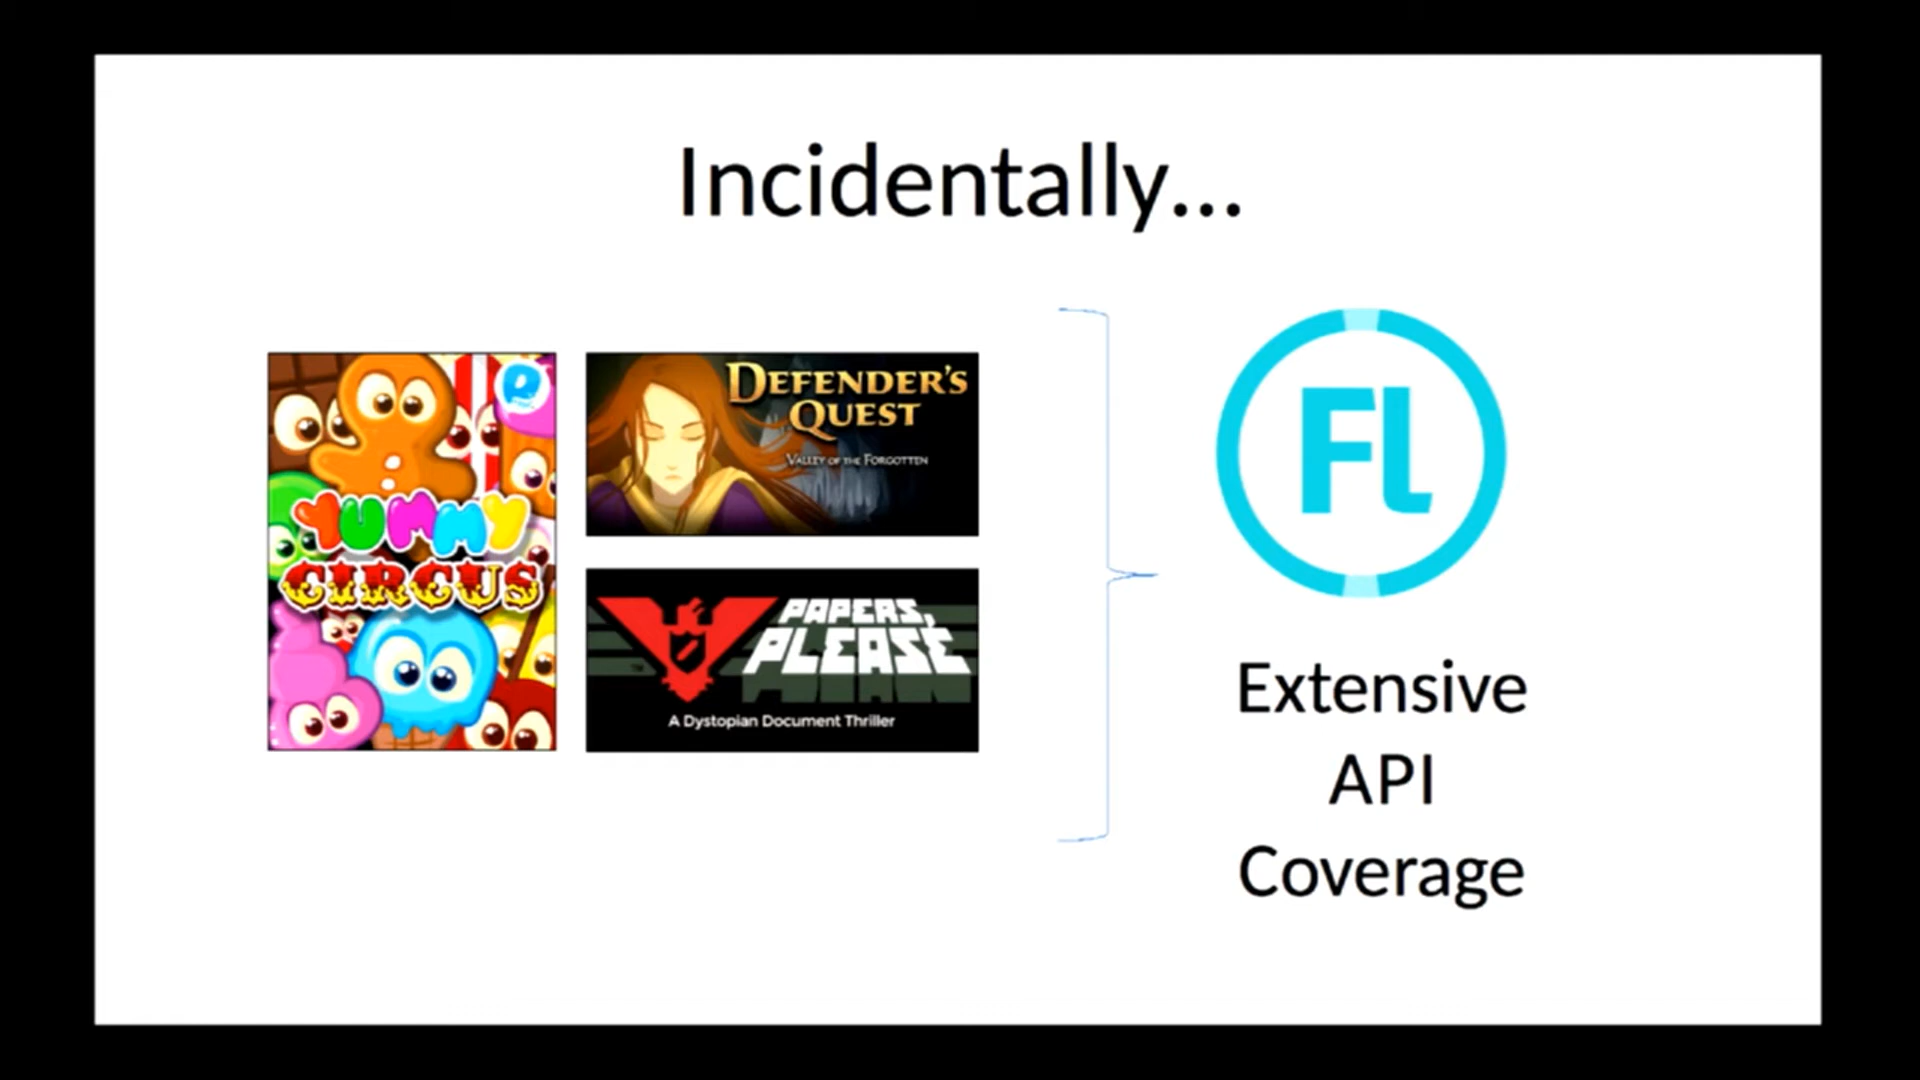 Incidentally...
YUMMY
CIRCUS
DEFENDER'S
QUEST
VALLEY OF THE FORGOTTEN
PAPERS,
PLEASE
A Dystopian Document Thriller
FL
Extensive
API
Coverage